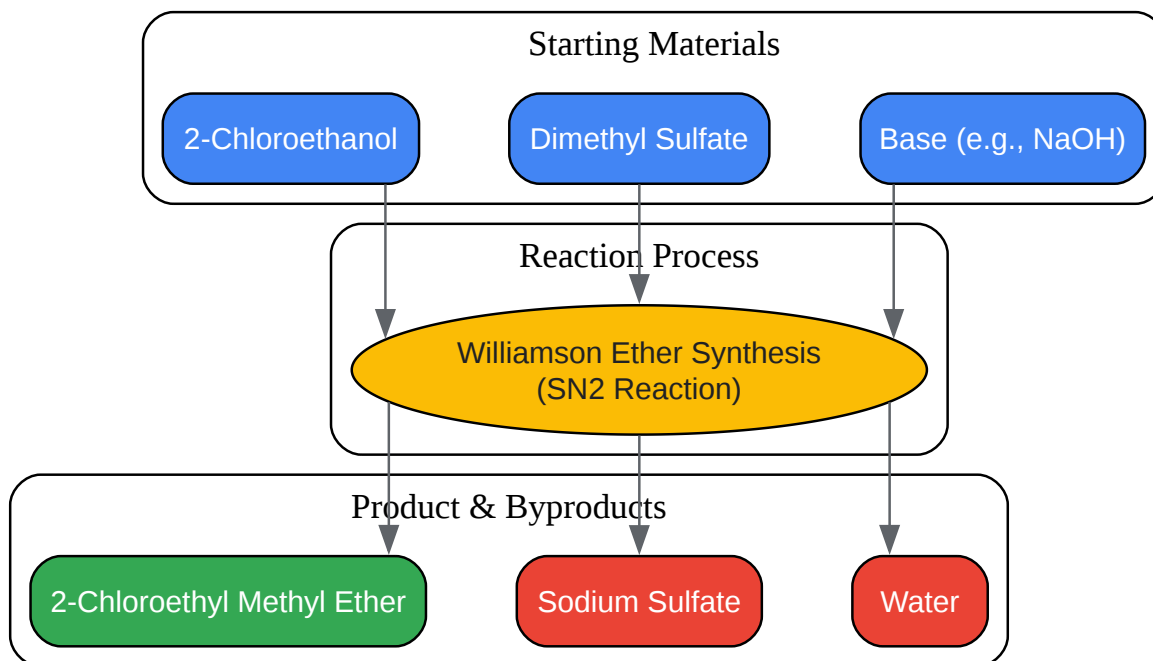 Starting Materials
2-Chloroethanol
Dimethyl Sulfate
Base (e.g., NaOH)
Reaction Process
Williamson Ether Synthesis
(SN2 Reaction)
Product & Byproducts
2-Chloroethyl Methyl Ether
Sodium Sulfate
Water